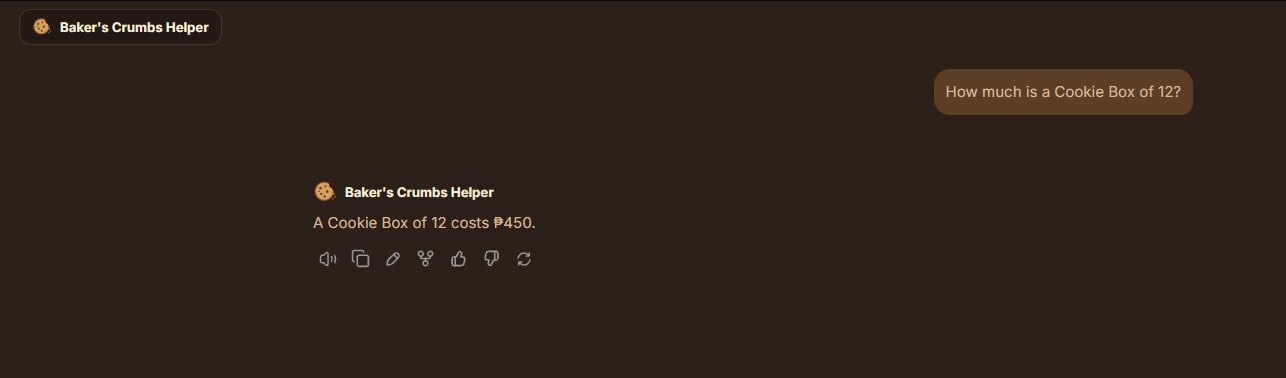 Baker's Crumbs Helper
How much is a Cookie Box of 12?
Baker's Crumbs Helper
A Cookie Box of 12 costs ₱450.